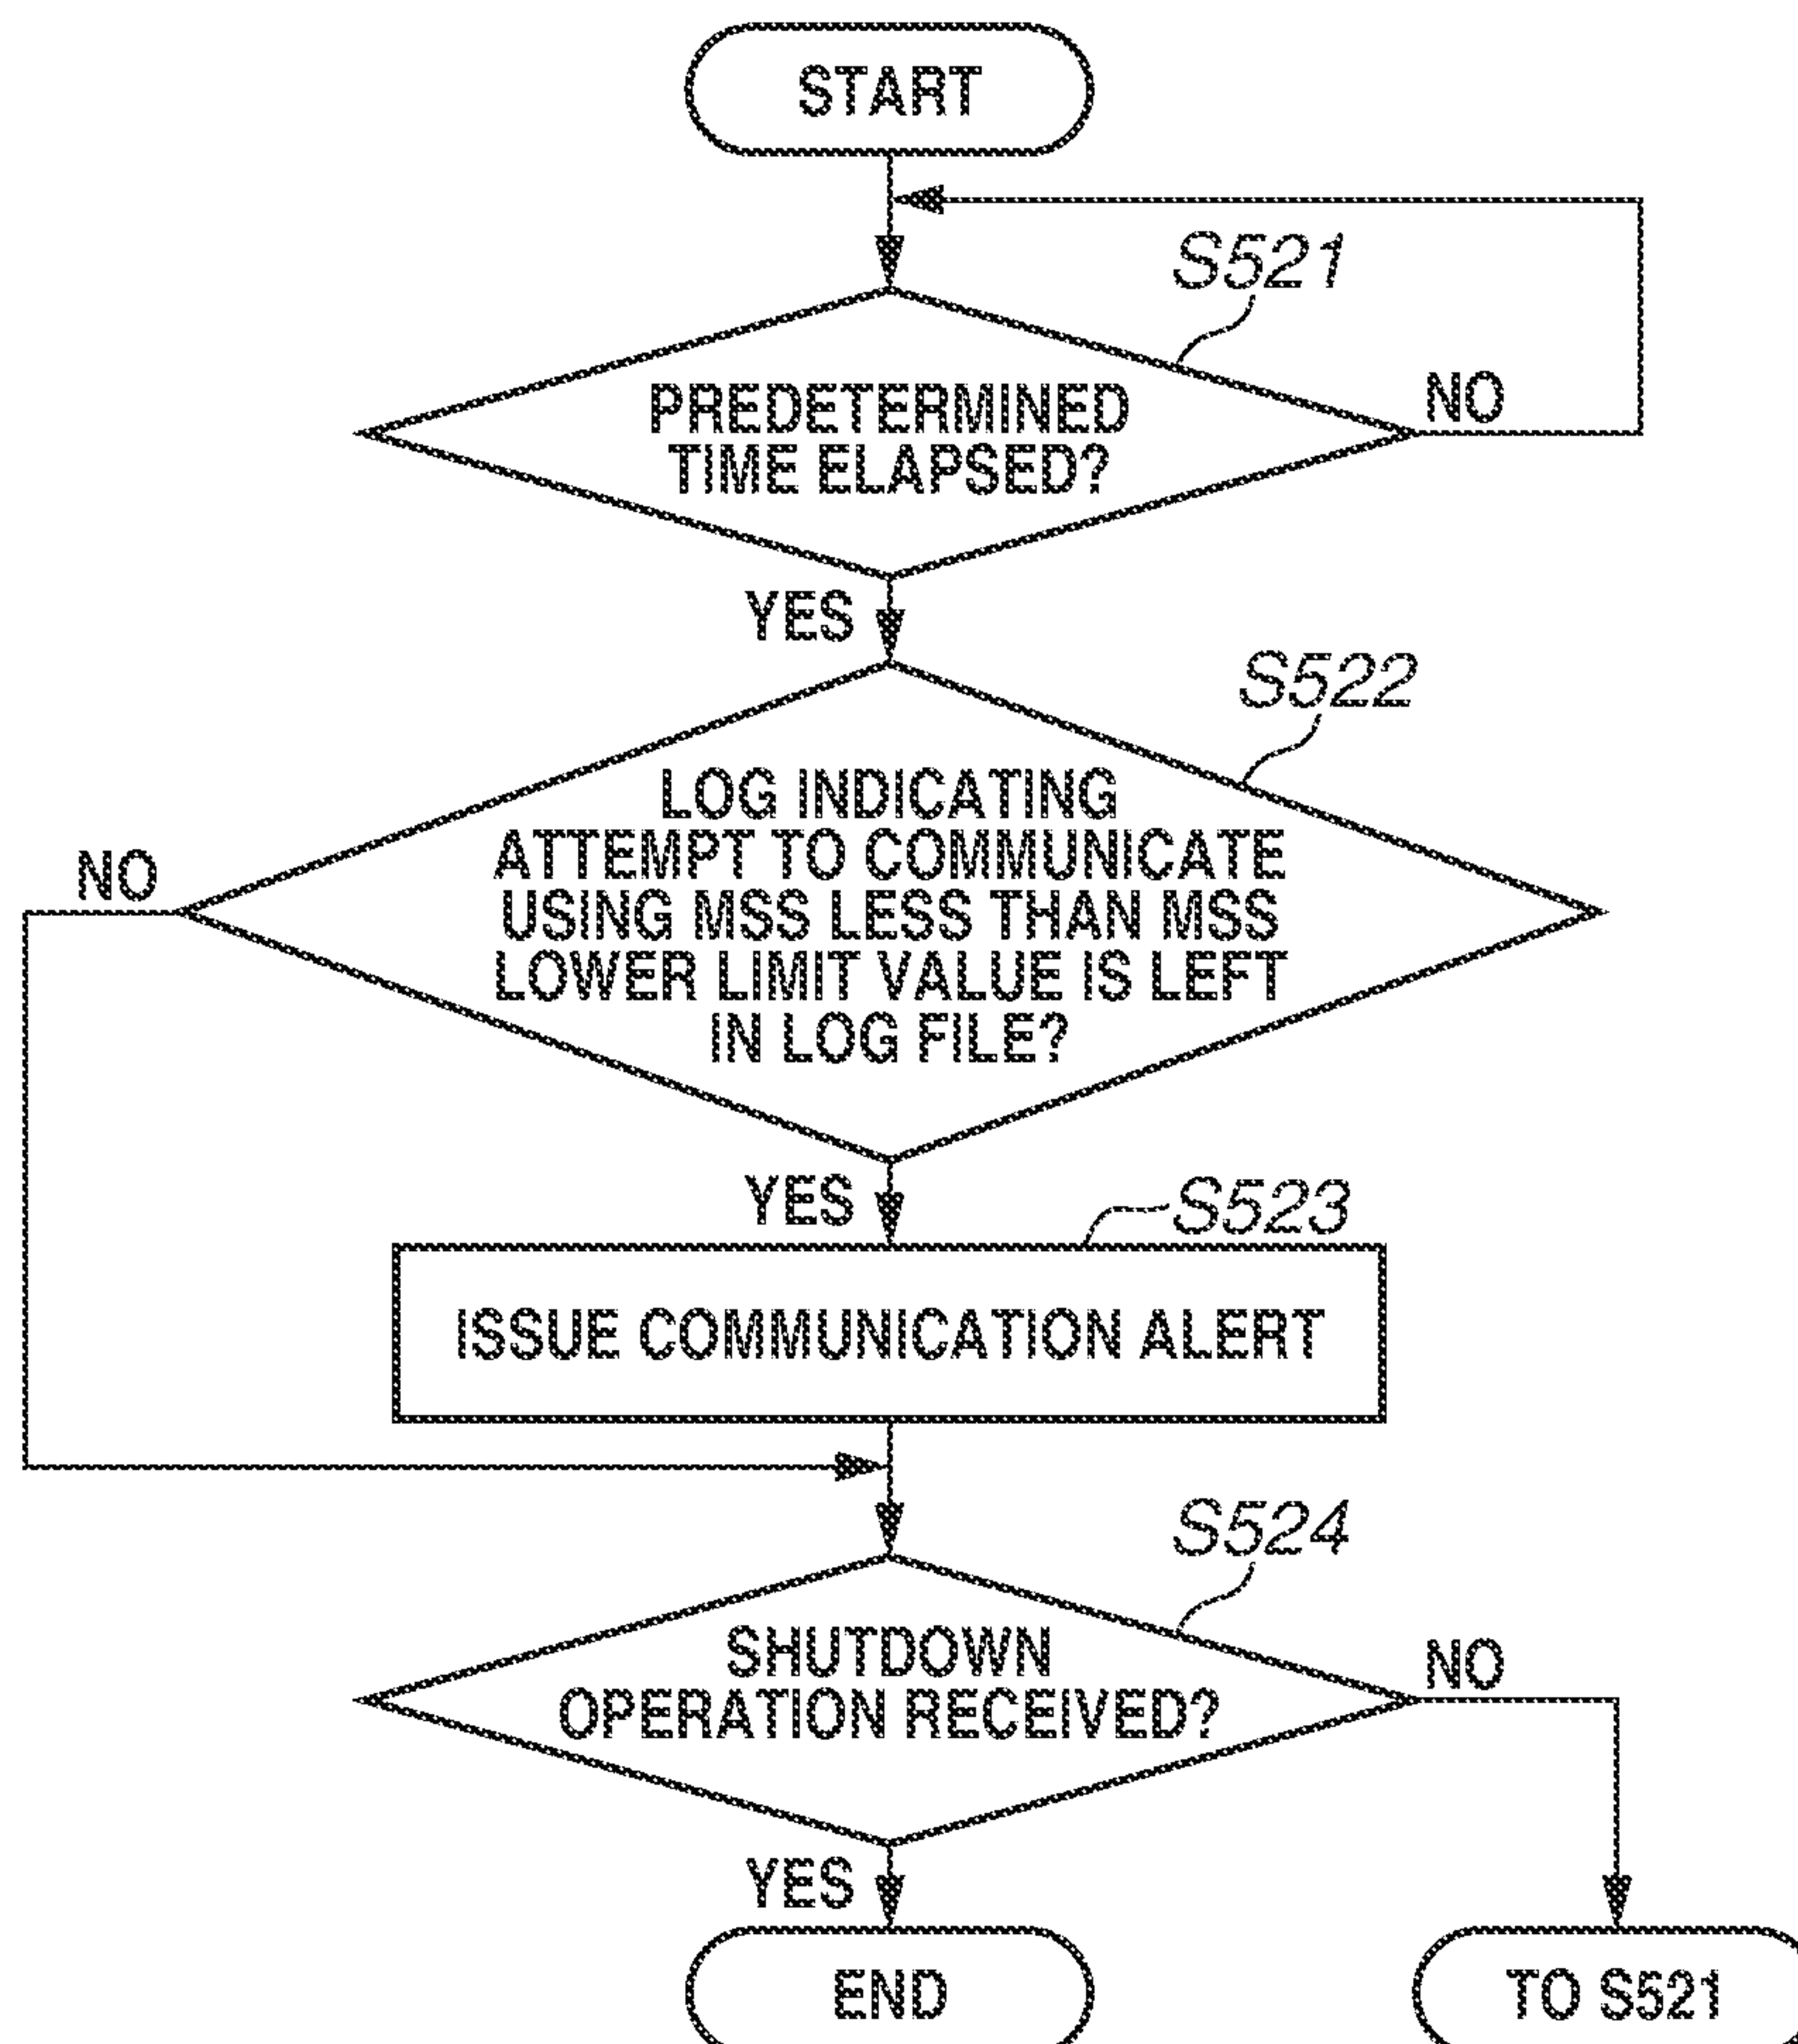 START
S521
PREDETERMINED
TIME ELAPSED?
NO
YES
S522
LOG INDICATING
ATTEMPT TO COMMUNICATE
USING MSS LESS THAN MSS
LOWER LIMIT VALUE IS LEFT
IN LOG FILE?
NO
YES
S523
ISSUE COMMUNICATION ALERT
S524
SHUTDOWN
OPERATION RECEIVED?
NO
YES
END
TO S521